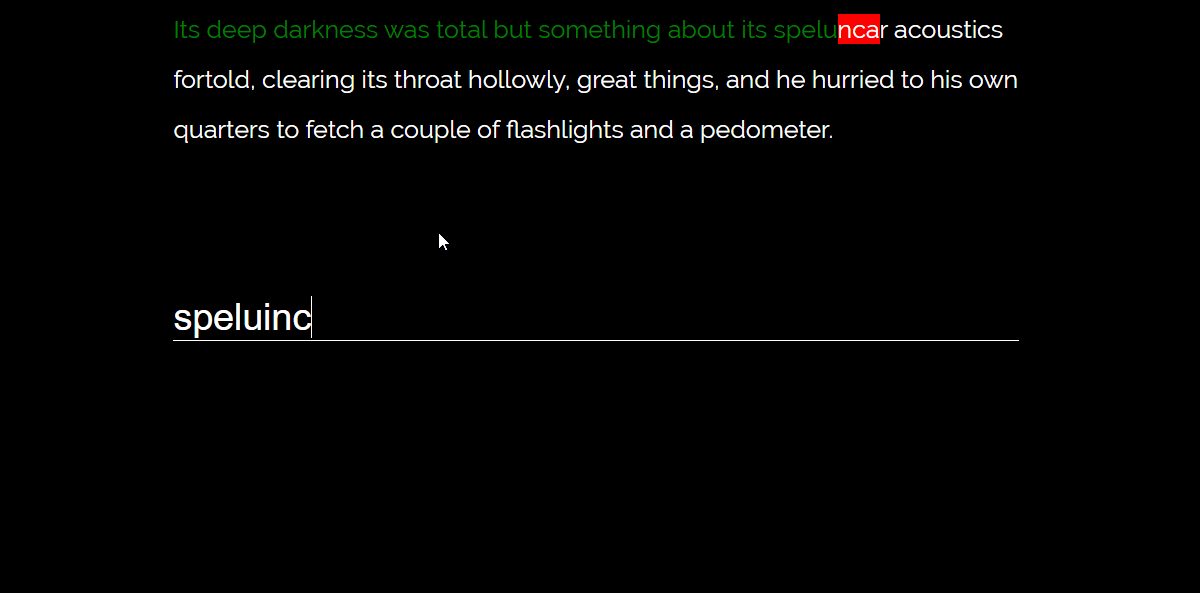 Its deep darkness was total but something about its speluncar acoustics
fortold, clearing its throat hollowly, great things, and he hurried to his own
quarters to fetch a couple of flashlights and a pedometer.
speluinc